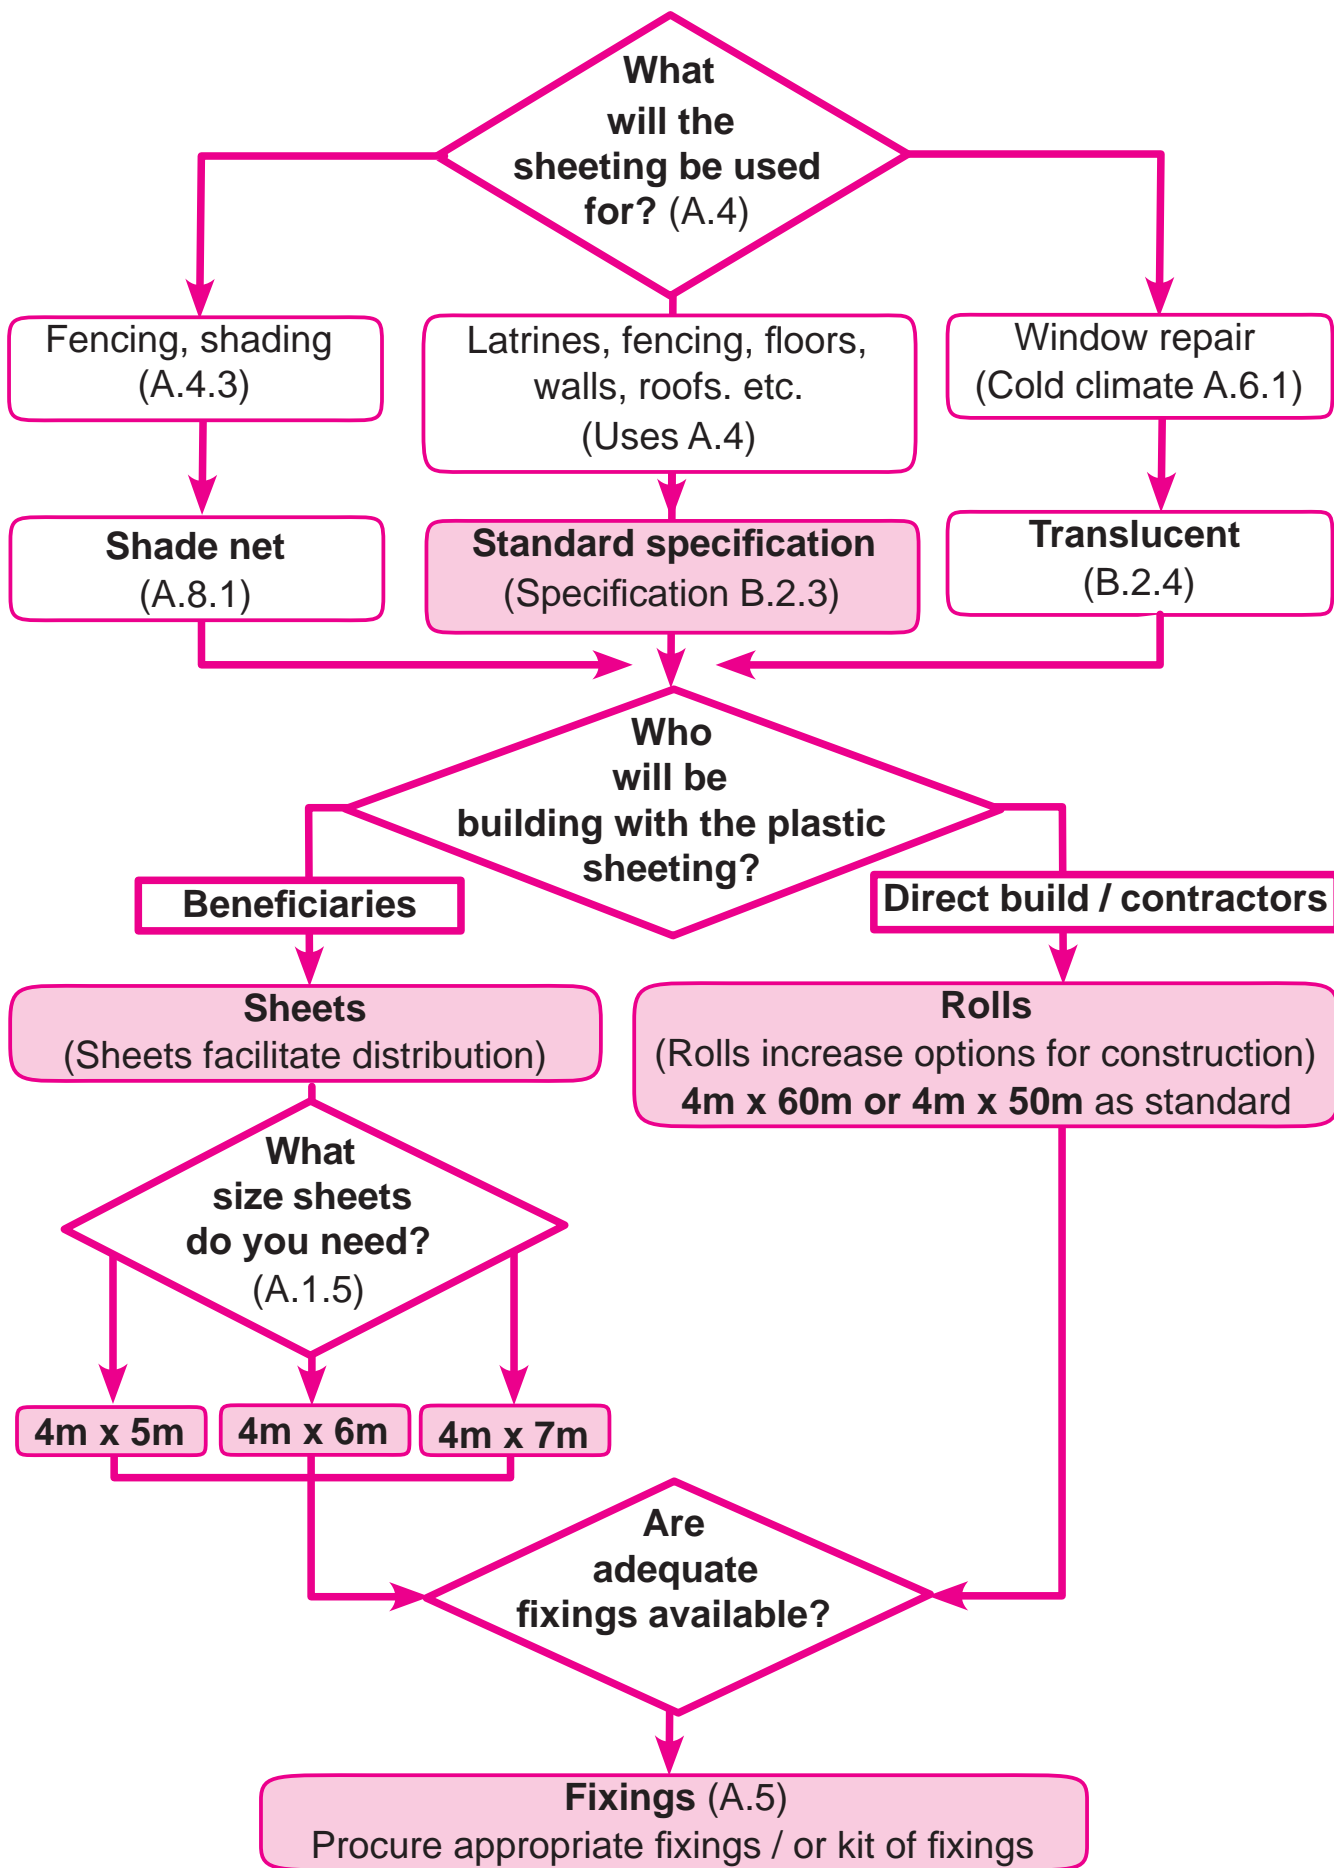 What
will the
sheeting be used
for? (A.4)
Fencing, shading
(A.4.3)
Latrines, fencing, floors,
walls, roofs. etc.
(Uses A.4)
Window repair
(Cold climate A.6.1)
Shade net
(A.8.1)
Standard specification
(Specification B.2.3)
Translucent
(B.2.4)
Who
will be
building with the plastic
sheeting?
Beneficiaries
Direct build / contractors
Sheets
(Sheets facilitate distribution)
Rolls
(Rolls increase options for construction)
4m x 60m or 4m x 50m as standard
What
size sheets
do you need?
(A.1.5)
4m x 5m
4m x 6m
4m x 7m
Are
adequate
fixings available?
Fixings (A.5)
Procure appropriate fixings / or kit of fixings